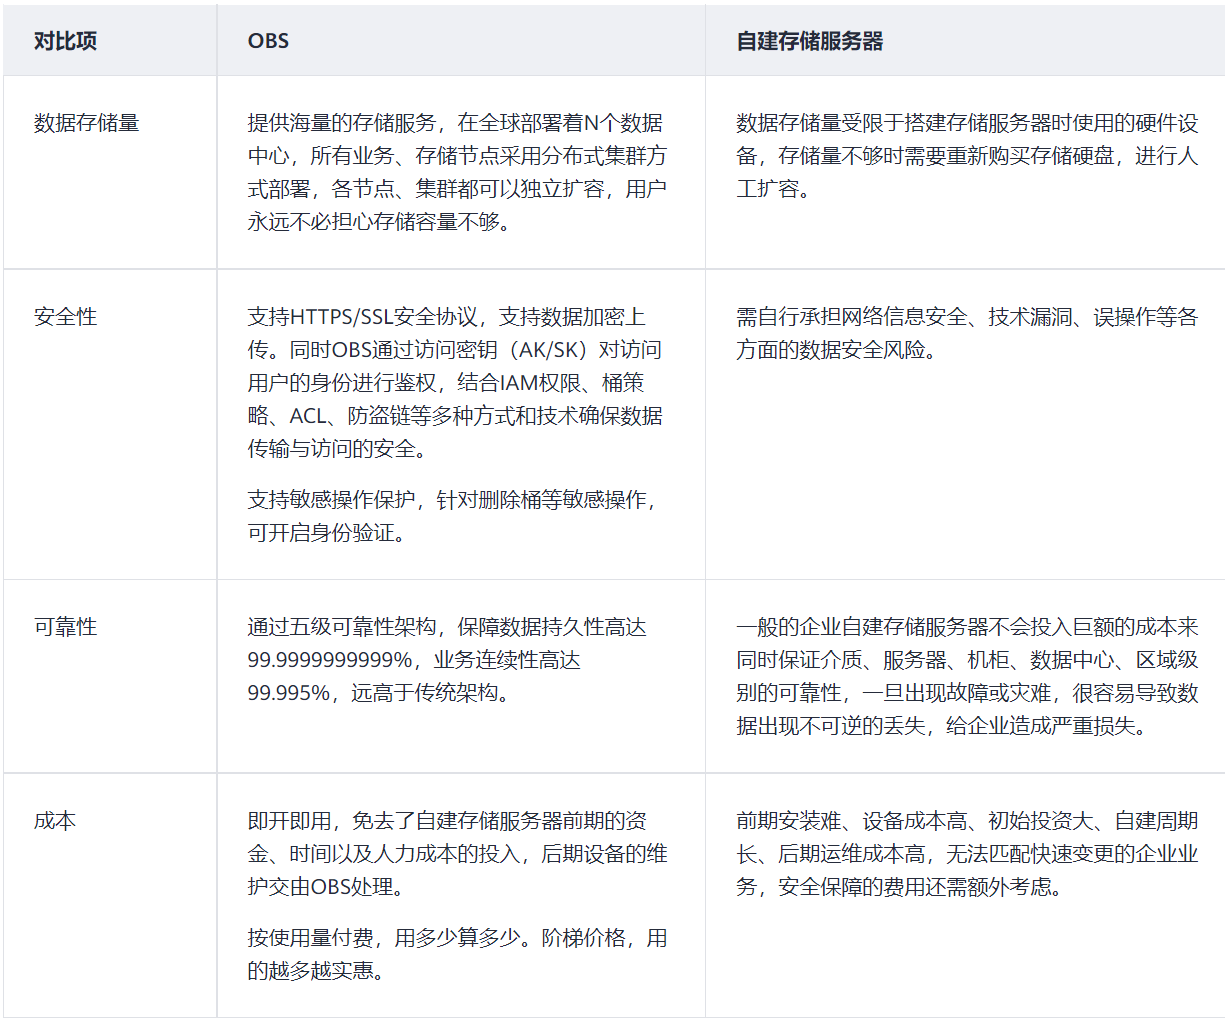 对比项
OBS
自建存储服务器
数据存储量
提供海量的存储服务，在全球部署着N个数据
中心，所有业务、存储节点采用分布式集群方
式部署，各节点、集群都可以独立扩容，用户
永远不必担心存储容量不够。
数据存储量受限于搭建存储服务器时使用的硬件设
备，存储量不够时需要重新购买存储硬盘，进行人
工扩容。
安全性
支持HTTPS/SSL安全协议，支持数据加密上
传。同时OBS通过访问密钥（AK/SK）对访问
用户的身份进行鉴权，结合IAM权限、桶策
略、ACL、防盗链等多种方式和技术确保数据
传输与访问的安全。
支持敏感操作保护，针对删除桶等敏感操作，
可开启身份验证。
需自行承担网络信息安全、技术漏洞、误操作等各
方面的数据安全风险。
可靠性
通过五级可靠性架构，保障数据持久性高达
99.9999999999%，业务连续性高达
99.995%，远高于传统架构。
一般的企业自建存储服务器不会投入巨额的成本来
同时保证介质、服务器、机柜、数据中心、区域级
别的可靠性，一旦出现故障或灾难，很容易导致数
据出现不可逆的丢失，给企业造成严重损失。
成本
即开即用，免去了自建存储服务器前期的资
金、时间以及人力成本的投入，后期设备的维
护交由OBS处理。
按使用量付费，用多少算多少。阶梯价格，用
的越多越实惠。
前期安装难、设备成本高、初始投资大、自建周期
长、后期运维成本高，无法匹配快速变更的企业业
务，安全保障的费用还需额外考虑。